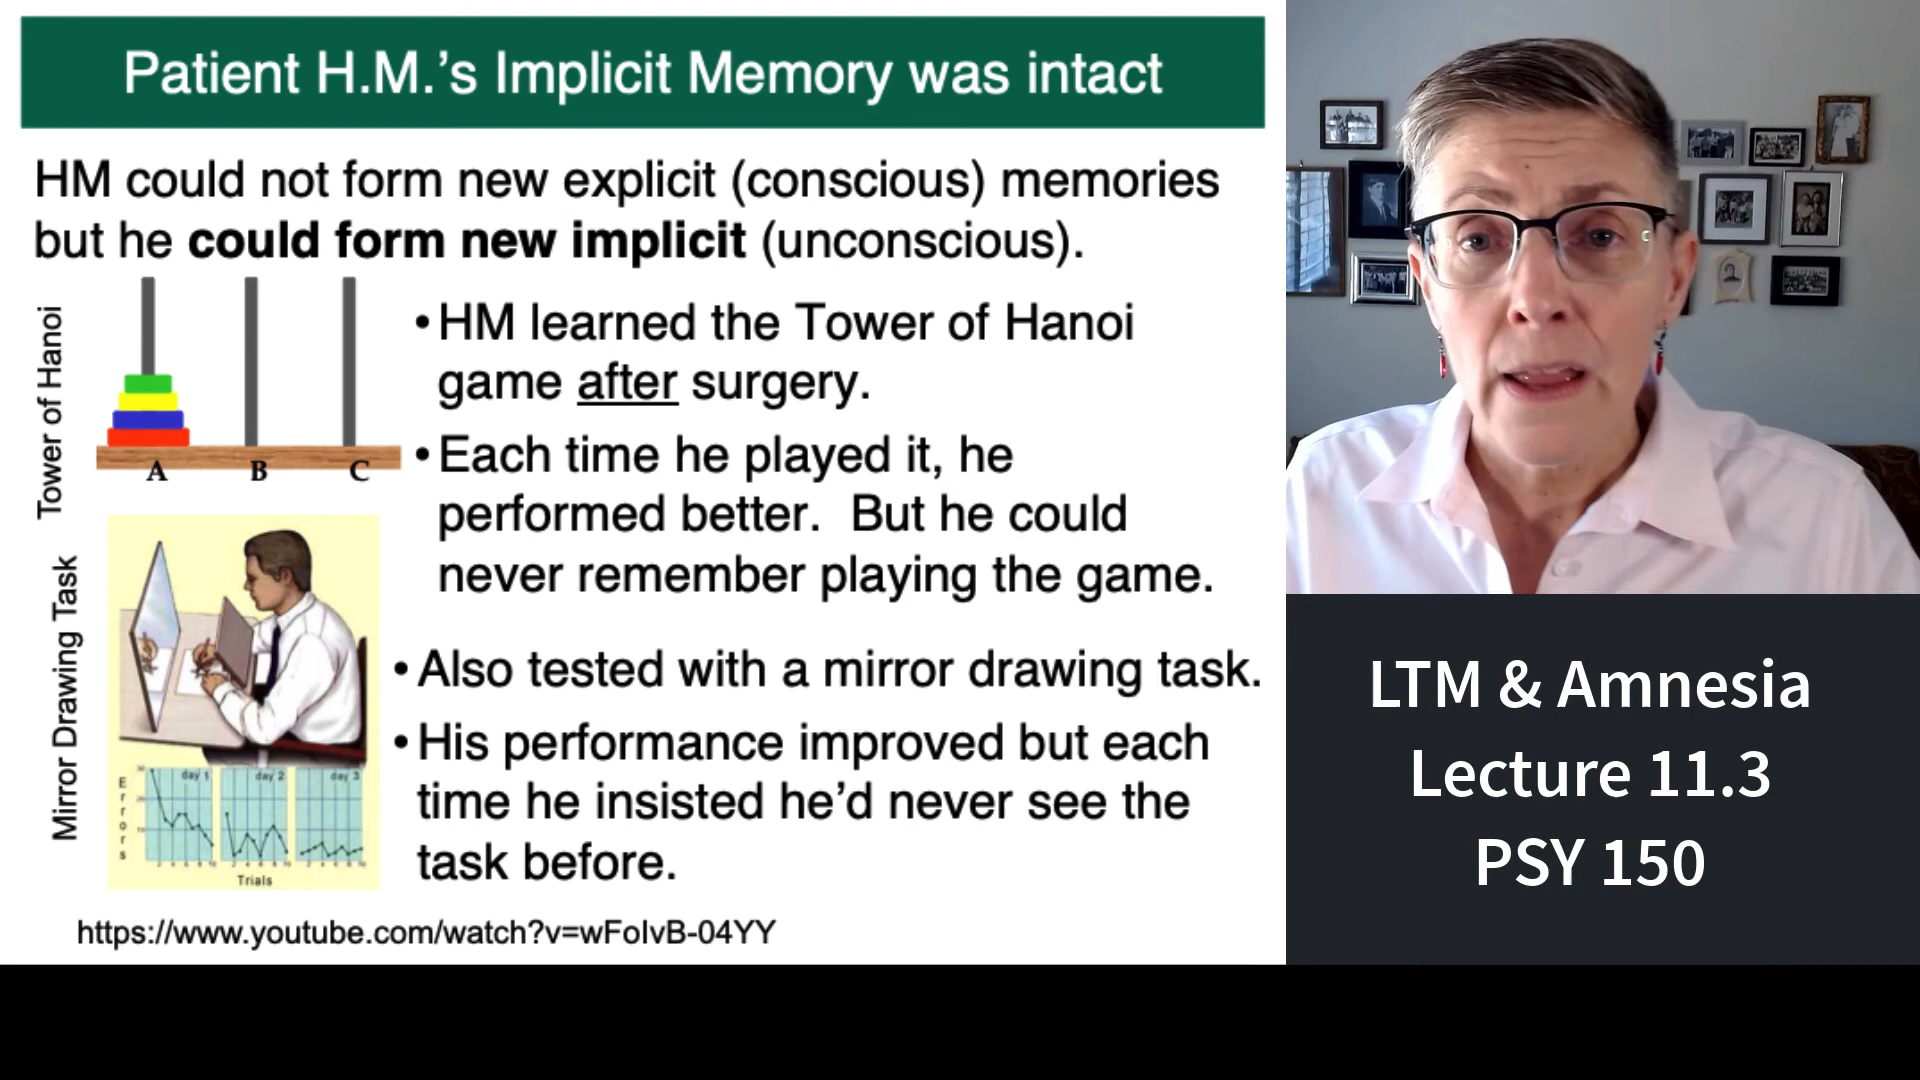 Patient H.M.'s Implicit Memory was intact
HM could not form new explicit (conscious) memories
but he could form new implicit (unconscious).
Tower of Hanoi
A B C
•HM learned the Tower of Hanoi
game after surgery.
•Each time he played it, he
performed better.  But he could
never remember playing the game.
Mirror Drawing Task
Errors
day 1 day 2 day 3
Trials
•Also tested with a mirror drawing task.
•His performance improved but each
time he insisted he'd never see the
task before.
https://www.youtube.com/watch?v=wFoIvB-04YY
LTM & Amnesia
Lecture 11.3
PSY 150